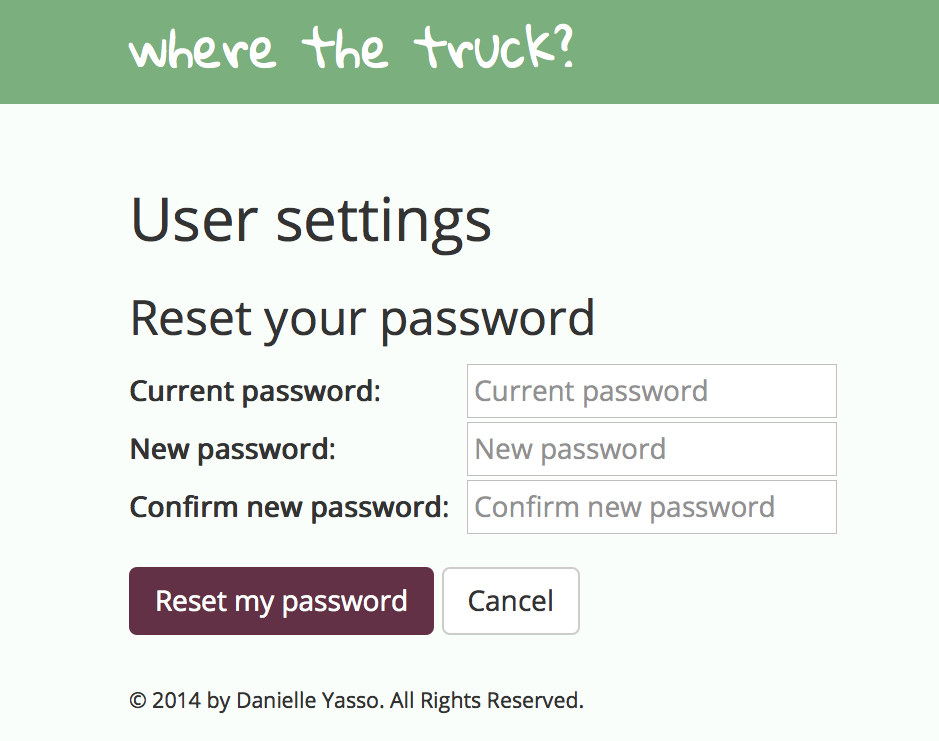 where the truck?
User settings
Reset your password
Current password: Current password
New password: New password
Confirm new password: Confirm new password
Reset my password Cancel
© 2014 by Danielle Yasso. All Rights Reserved.